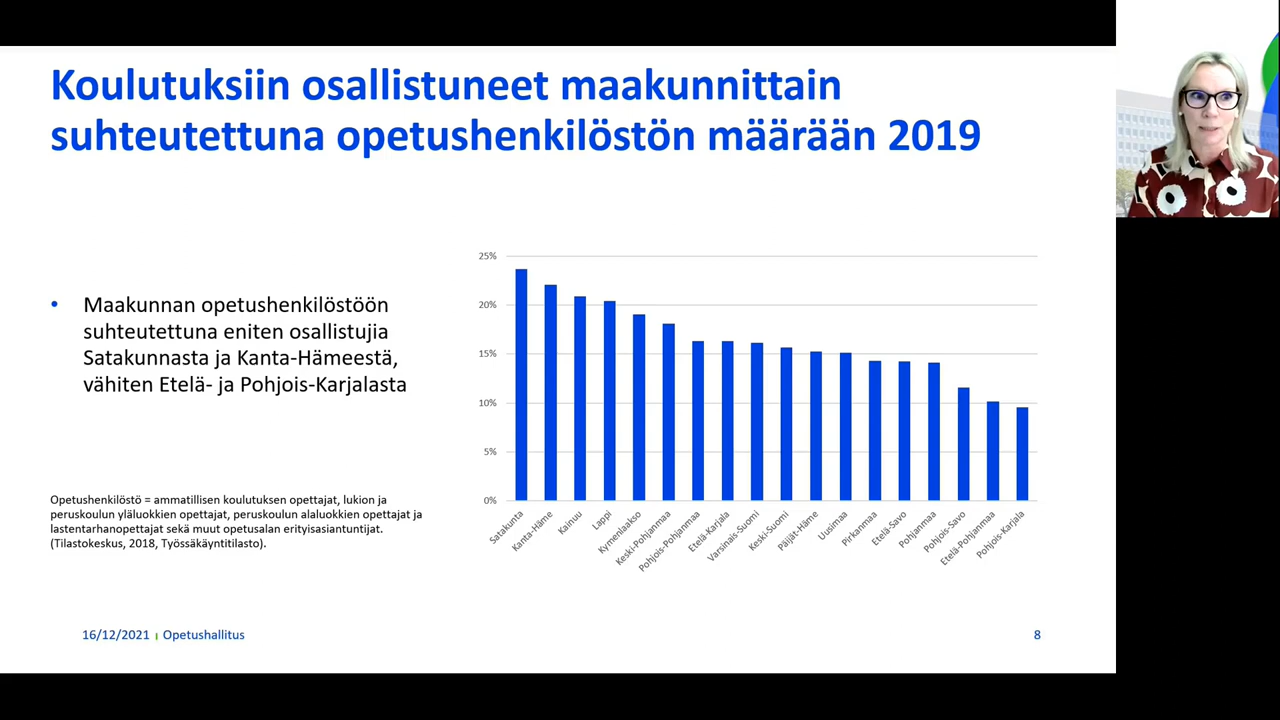 Koulutuksiin osallistuneet maakunnittain
suhteutettuna opetushenkilöstön määrään 2019
• Maakunnan opetushenkilöstöön
suhteutettuna eniten osallistujia
Satakunnasta ja Kanta-Hämeestä,
vähiten Etelä- ja Pohjois-Karjalasta
Opetushenkilöstö = ammatillisen koulutuksen opettajat, lukion ja
peruskoulun yläluokkien opettajat, peruskoulun alaluokkien opettajat ja
lastentarhanopettajat sekä muut opetusalan erityisasiantuntijat.
(Tilastokeskus, 2018, Työssäkäyntitilasto).
25%
20%
15%
10%
5%
0%
Satakunta
Kanta-Häme
Kainuu
Lappi
Kymenlaakso
Keski-Pohjanmaa
Pohjois-Pohjanmaa
Etelä-Karjala
Varsinais-Suomi
Keski-Suomi
Päijät-Häme
Uusimaa
Pirkanmaa
Etelä-Savo
Pohjanmaa
Pohjois-Savo
Etelä-Pohjanmaa
Pohjois-Karjala
16/12/2021 | Opetushallitus
8